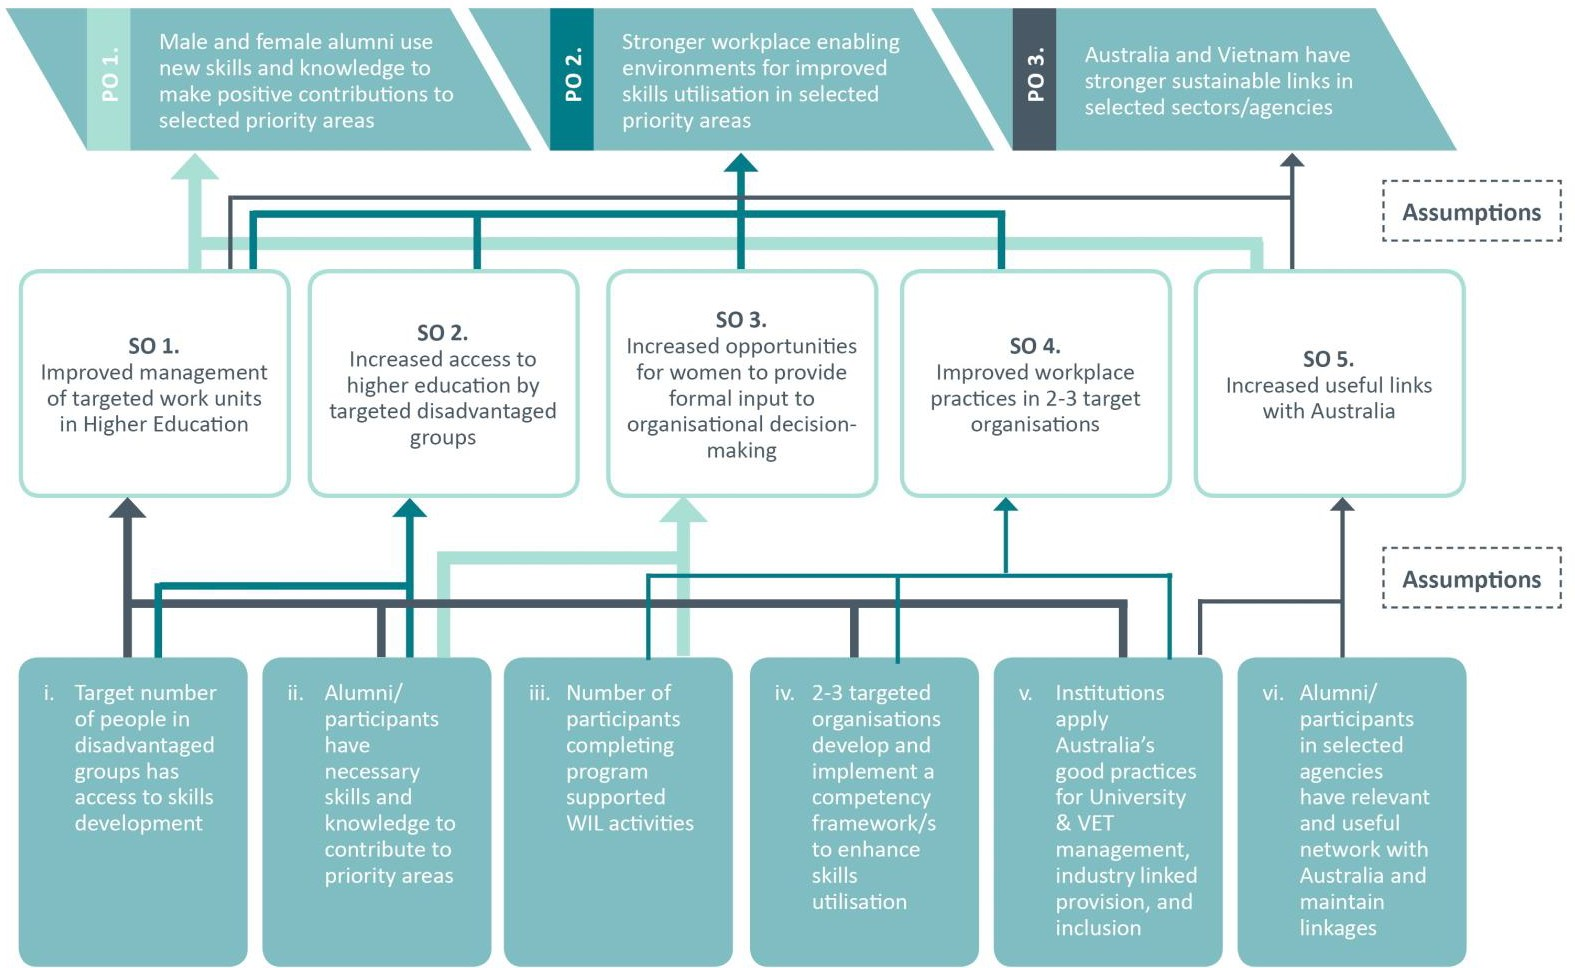 PO 1.
Male and female alumni use
new skills and knowledge to
make positive contributions to
selected priority areas
PO 2.
Stronger workplace enabling
environments for improved
skills utilisation in selected
priority areas
PO 3.
Australia and Vietnam have
stronger sustainable links in
selected sectors/agencies
Assumptions
SO 1.
Improved management
of targeted work units
in Higher Education
SO 2.
Increased access to
higher education by
targeted disadvantaged
groups
SO 3.
Increased opportunities
for women to provide
formal input to
organisational decision-
making
SO 4.
Improved workplace
practices in 2-3 target
organisations
SO 5.
Increased useful links
with Australia
Assumptions
i. Target number
of people in
disadvantaged
groups has
access to skills
development
ii. Alumni/
participants
have
necessary
skills and
knowledge to
contribute to
priority areas
iii. Number of
participants
completing
program
supported
WIL activities
iv. 2-3 targeted
organisations
develop and
implement a
competency
framework/s
to enhance
skills
utilisation
v. Institutions
apply
Australia’s
good practices
for University
& VET
management,
industry linked
provision, and
inclusion
vi. Alumni/
participants
in selected
agencies
have relevant
and useful
network with
Australia and
maintain
linkages